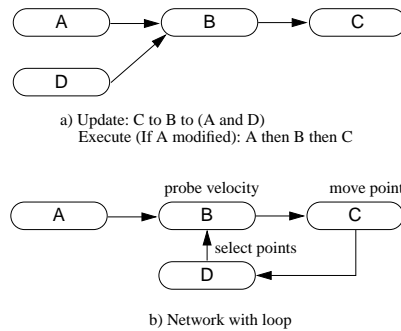 A
B
C
D
a) Update: C to B to (A and D)
Execute (If A modified): A then B then C
probe velocity
move point
A
B
C
select points
D
b) Network with loop